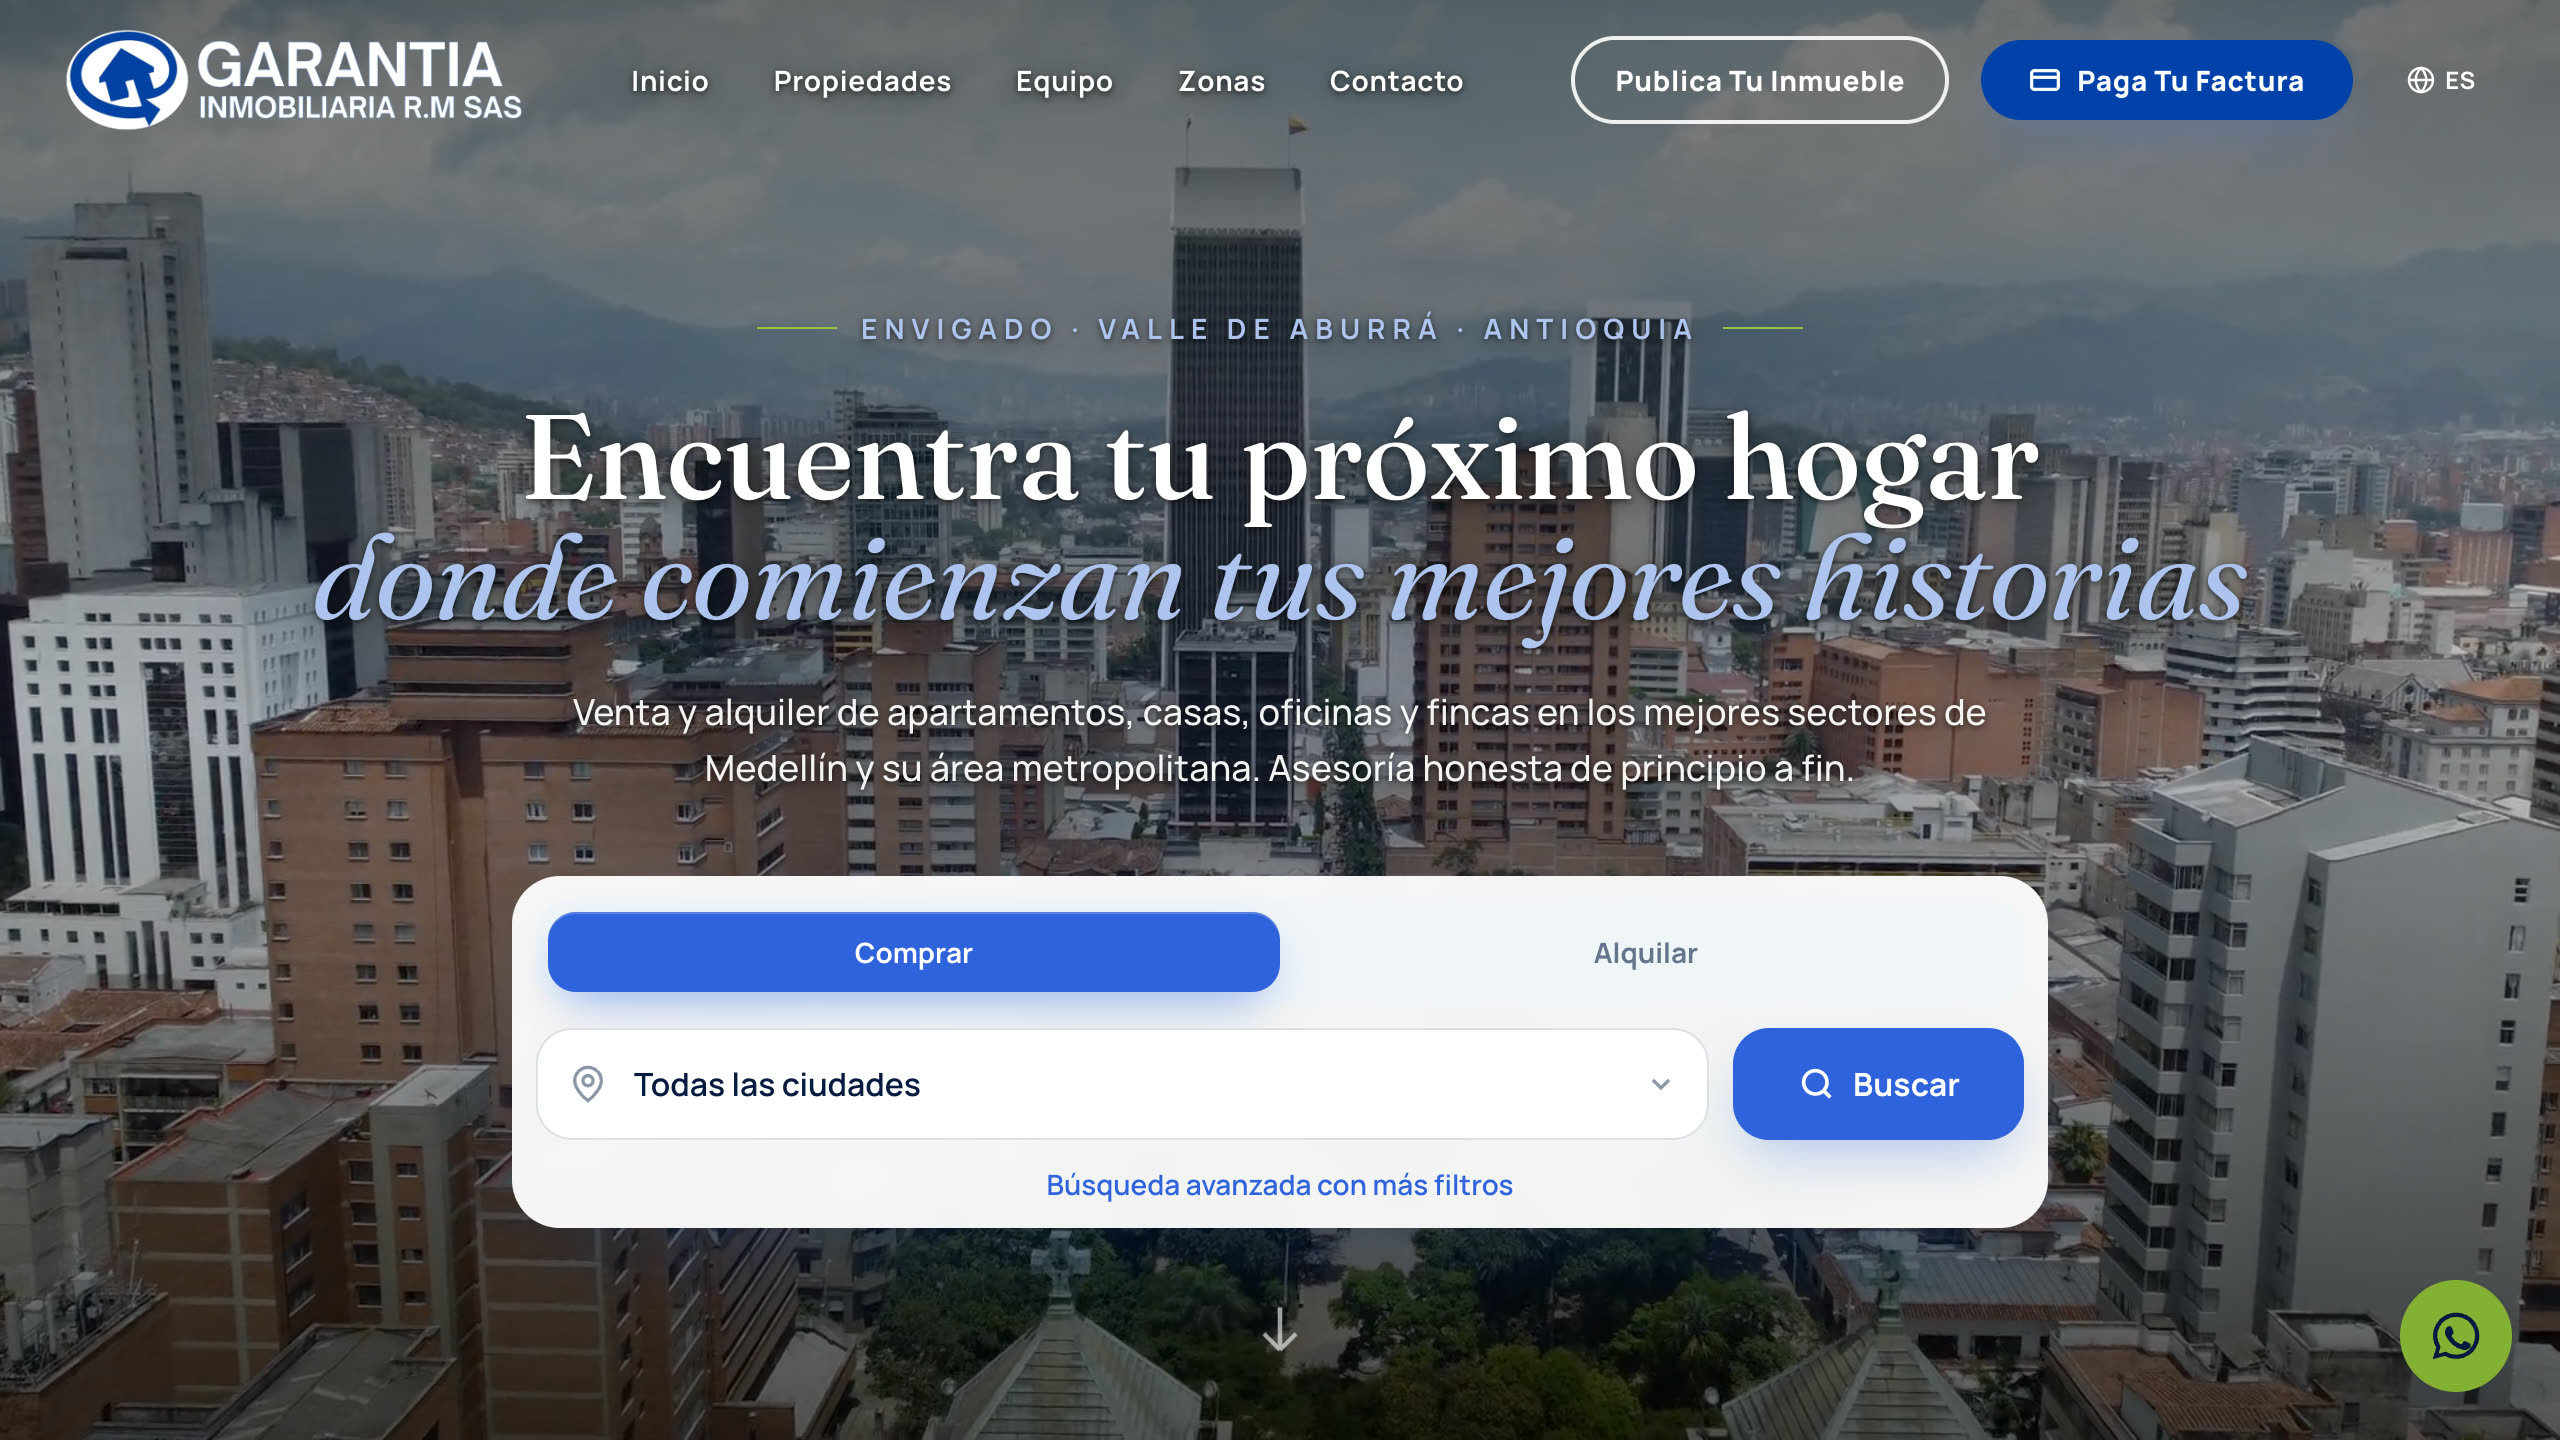 GARANTIA
INMOBILIARIA R.M SAS
Inicio
Propiedades
Equipo
Zonas
Contacto
Publica Tu Inmueble
Paga Tu Factura
ES
ENVIGADO · VALLE DE ABURRÁ · ANTIOQUIA
Encuentra tu próximo hogar
donde comienzan tus mejores historias
Venta y alquiler de apartamentos, casas, oficinas y fincas en los mejores sectores de
Medellín y su área metropolitana. Asesoría honesta de principio a fin.
Comprar
Alquilar
Todas las ciudades
Buscar
Búsqueda avanzada con más filtros